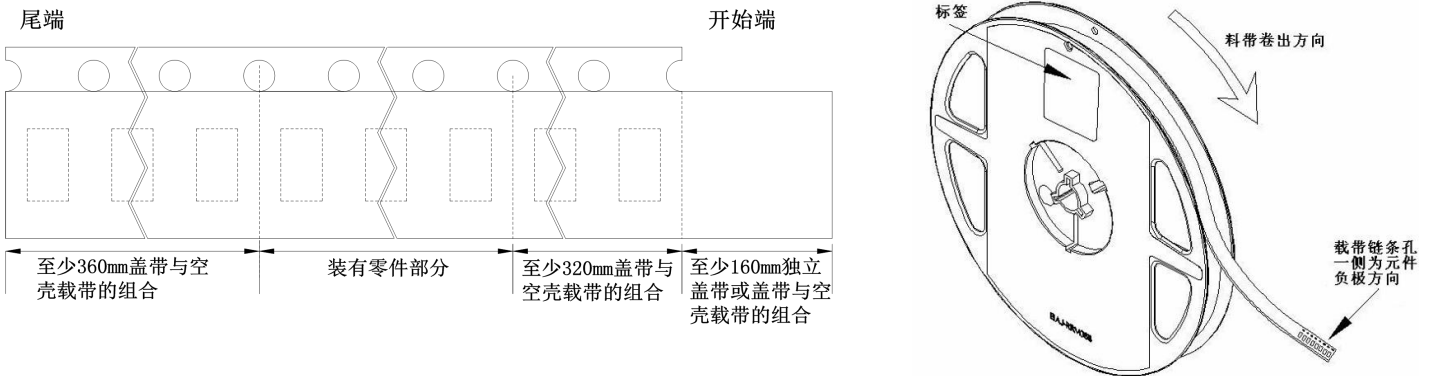 尾端
开始端
至少360mm盖带与空
壳载带的组合
装有零件部分
至少320mm盖带与
空壳载带的组合
至少160mm独立
盖带或盖带与空
壳载带的组合
标签
料带卷出方向
载带链条孔
一侧为元件
负极方向